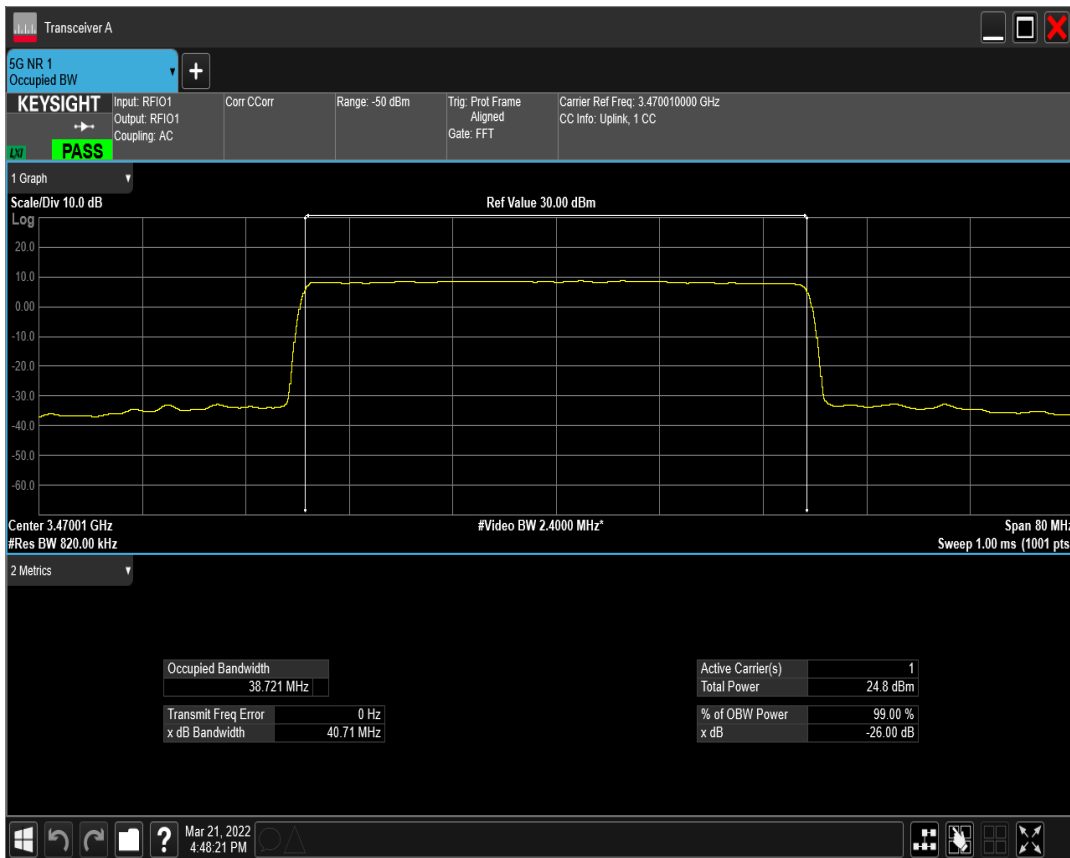 Transceiver A
5G NR 1
Occupied BW
KEYSIGHT
LXI
PASS
Input: RFIO1
Output: RFIO1
Coupling: AC
Corr CCorr
Range: -50 dBm
Trig: Prot Frame
Aligned
Gate: FFT
Carrier Ref Freq: 3.470010000 GHz
CC Info: Uplink, 1 CC
1 Graph
Scale/Div 10.0 dB
Ref Value 30.00 dBm
Log
20.0
10.0
0.00
-10.0
-20.0
-30.0
-40.0
-50.0
-60.0
Center 3.47001 GHz
#Video BW 2.4000 MHz*
Span 80 MHz
#Res BW 820.00 kHz
Sweep 1.00 ms (1001 pts
2 Metrics
Occupied Bandwidth
38.721 MHz
Transmit Freq Error 0 Hz
x dB Bandwidth 40.71 MHz
Active Carrier(s) 1
Total Power 24.8 dBm
% of OBW Power 99.00 %
x dB -26.00 dB
?
Mar 21, 2022
4:48:21 PM